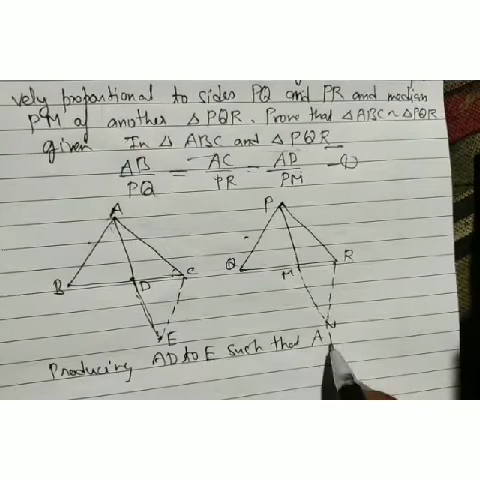 vely proportional to sides PQ and PR and median
PM of another △ PQR. Prove that △ ABC ~ △ PQR
given In △ ABC and △ PQR
AB/PQ = AC/PR = AD/PM —①
A
P
B
D
C
Q
M
R
E
N
Producing AD to E such that A